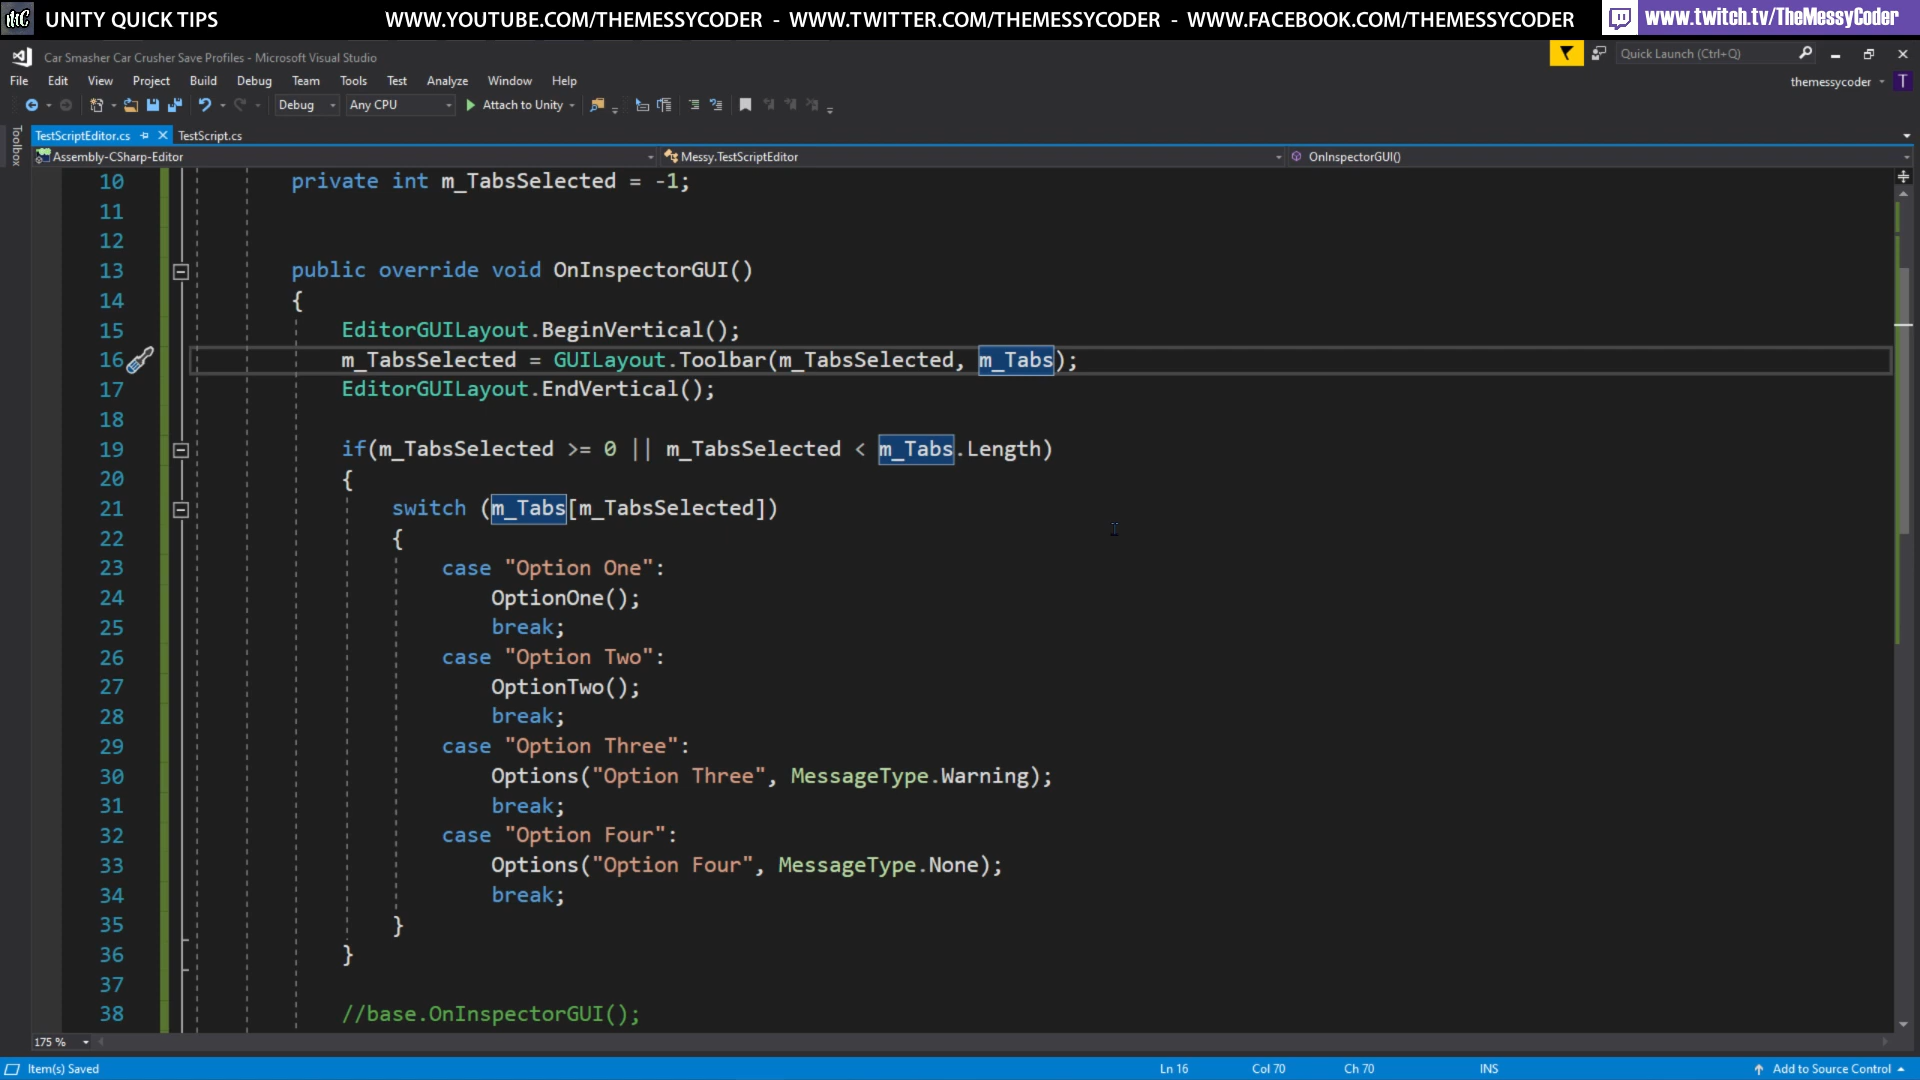 UNITY QUICK TIPS
WWW.YOUTUBE.COM/THEMESSYCODER - WWW.TWITTER.COM/THEMESSYCODER - WWW.FACEBOOK.COM/THEMESSYCODER
www.twitch.tv/TheMessyCoder
Car Smasher Car Crusher Save Profiles - Microsoft Visual Studio
Quick Launch (Ctrl+Q)
File Edit View Project Build Debug Team Tools Test Analyze Window Help
themessycoder T
Debug Any CPU Attach to Unity
Toolbox
TestScriptEditor.cs TestScript.cs
Assembly-CSharp-Editor Messy.TestScriptEditor OnInspectorGUI()
10 private int m_TabsSelected = -1;
11
12
13 public override void OnInspectorGUI()
14 {
15 EditorGUILayout.BeginVertical();
16 m_TabsSelected = GUILayout.Toolbar(m_TabsSelected, m_Tabs);
17 EditorGUILayout.EndVertical();
18
19 if(m_TabsSelected >= 0 || m_TabsSelected < m_Tabs.Length)
20 {
21 switch (m_Tabs[m_TabsSelected])
22 {
23 case "Option One":
24 OptionOne();
25 break;
26 case "Option Two":
27 OptionTwo();
28 break;
29 case "Option Three":
30 Options("Option Three", MessageType.Warning);
31 break;
32 case "Option Four":
33 Options("Option Four", MessageType.None);
34 break;
35 }
36 }
37
38 //base.OnInspectorGUI();
175 %
Item(s) Saved Ln 16 Col 70 Ch 70 INS Add to Source Control